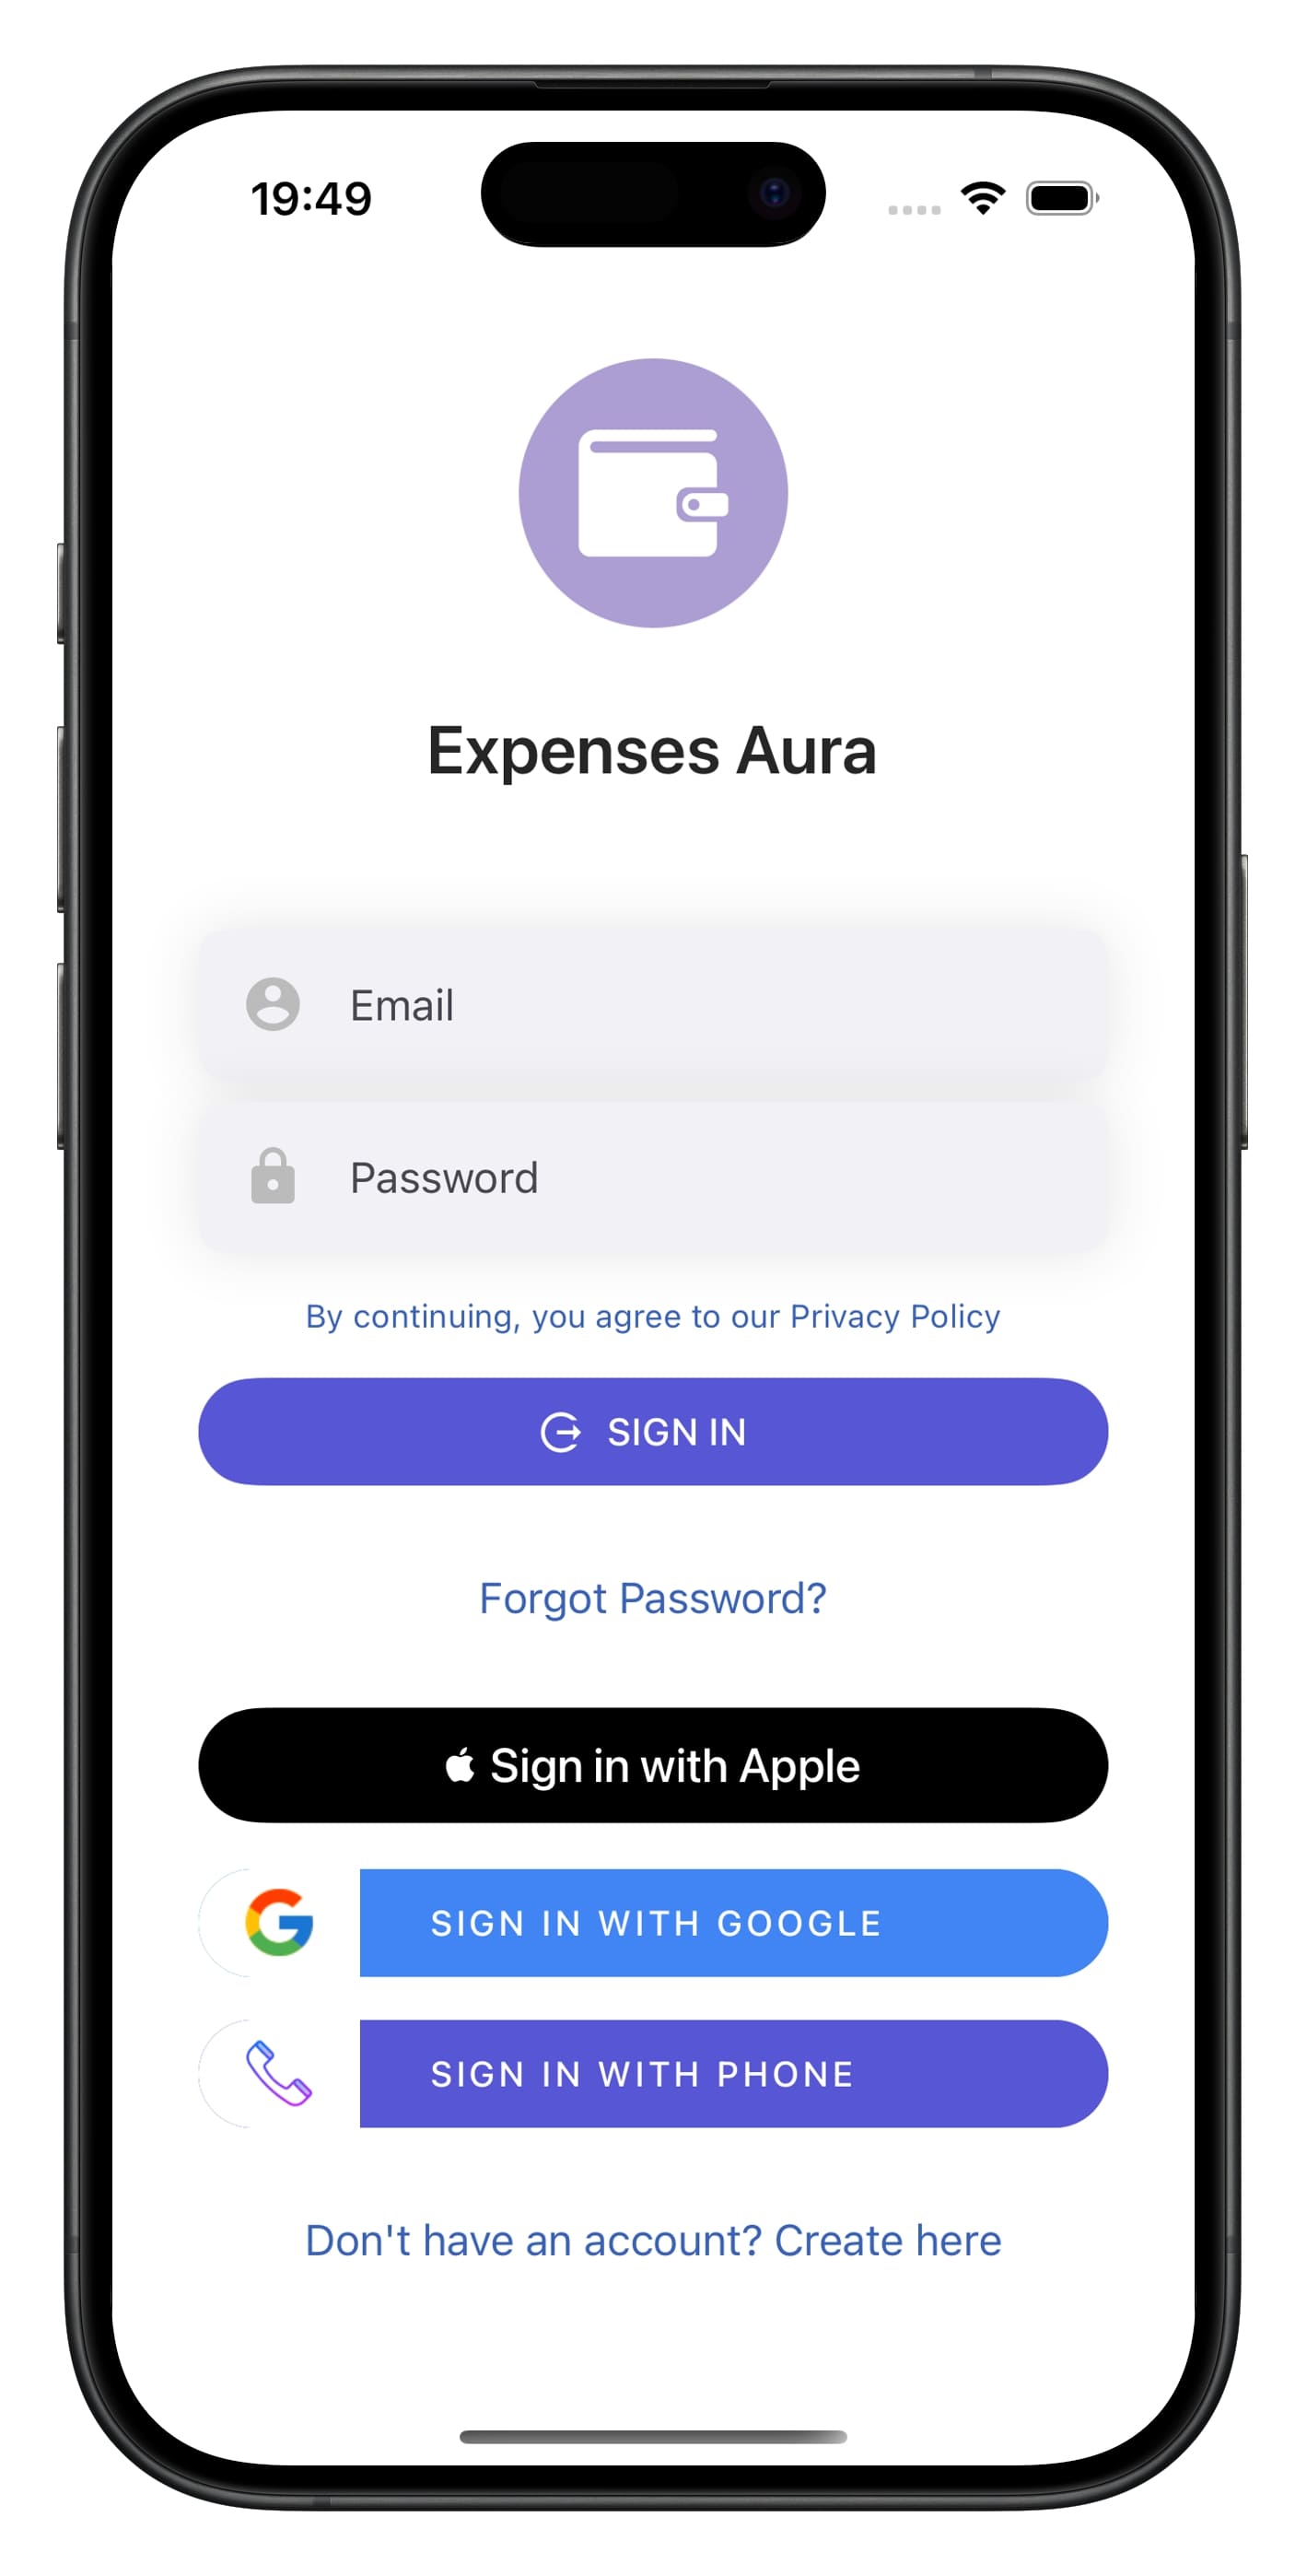 19:49
Expenses Aura
Email
Password
By continuing, you agree to our Privacy Policy
SIGN IN
Forgot Password?
Sign in with Apple
SIGN IN WITH GOOGLE
SIGN IN WITH PHONE
Don't have an account? Create here